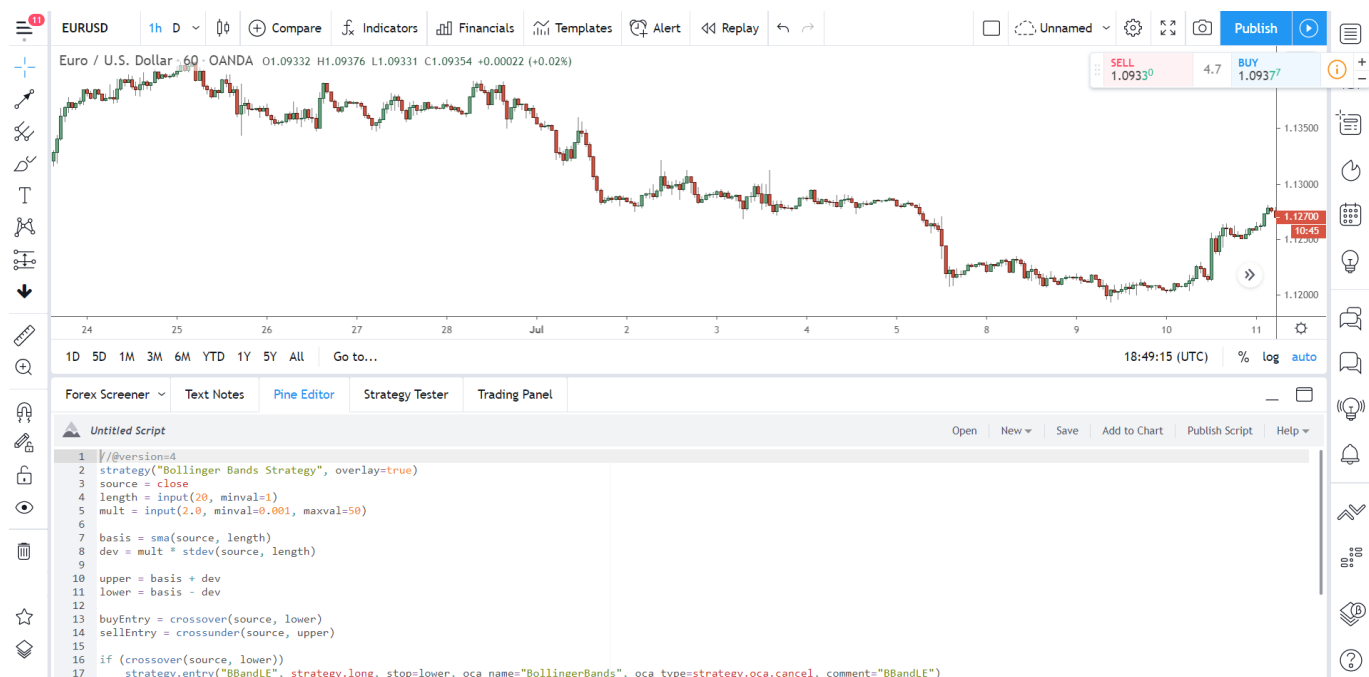 11
EURUSD 1h D Compare Indicators Financials Templates Alert Replay Unnamed Publish
Euro / U.S. Dollar · 60 · OANDA O1.09332 H1.09376 L1.09331 C1.09354 +0.00022 (+0.02%)
SELL
1.09330
4.7
BUY
1.09377
1.13500
1.13000
1.12700
10:45
1.12500
1.12000
24 25 26 27 28 Jul 2 3 4 5 8 9 10 11
1D 5D 1M 3M 6M YTD 1Y 5Y All Go to... 18:49:15 (UTC) % log auto
Forex Screener Text Notes Pine Editor Strategy Tester Trading Panel
Untitled Script Open New Save Add to Chart Publish Script Help
1 //@version=4
2 strategy("Bollinger Bands Strategy", overlay=true)
3 source = close
4 length = input(20, minval=1)
5 mult = input(2.0, minval=0.001, maxval=50)
6
7 basis = sma(source, length)
8 dev = mult * stdev(source, length)
9
10 upper = basis + dev
11 lower = basis - dev
12
13 buyEntry = crossover(source, lower)
14 sellEntry = crossunder(source, upper)
15
16 if (crossover(source, lower))
17 strategy.entry("BBandLE", strategy.long, stop=lower, oca_name="BollingerBands", oca_type=strategy.oca.cancel, comment="BBandLE")